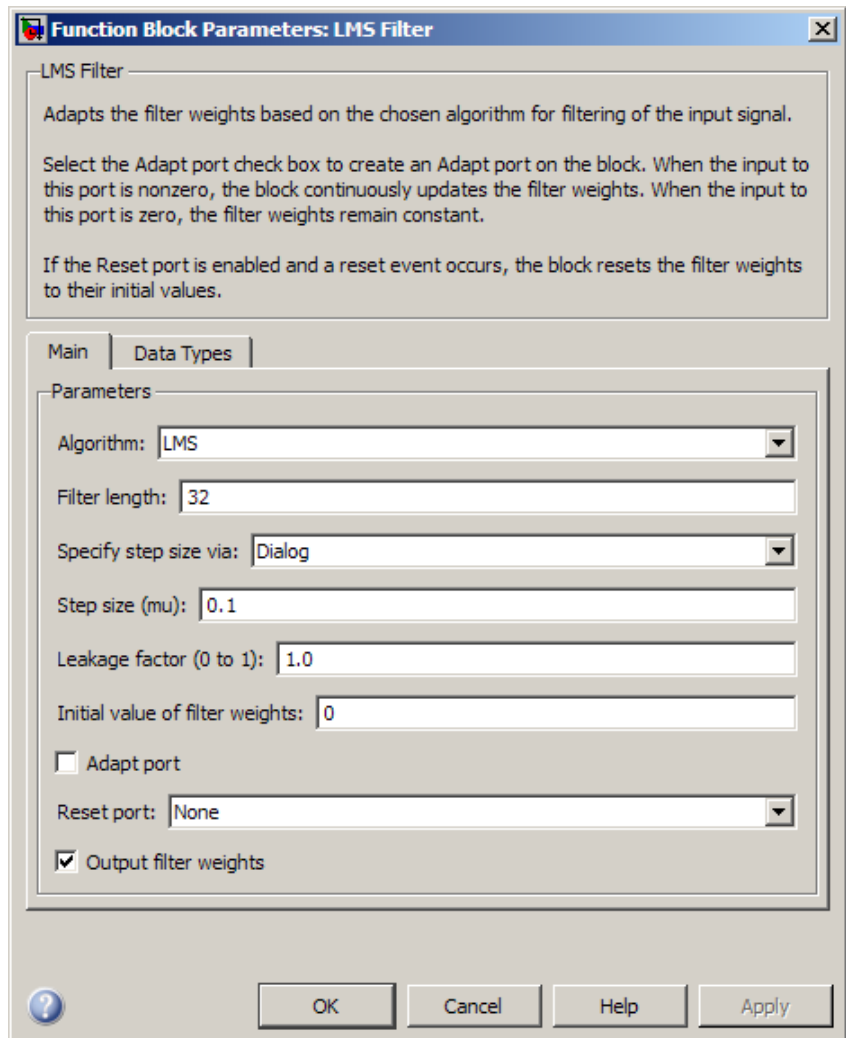 Function Block Parameters: LMS Filter
LMS Filter
Adapts the filter weights based on the chosen algorithm for filtering of the input signal.
Select the Adapt port check box to create an Adapt port on the block. When the input to
this port is nonzero, the block continuously updates the filter weights. When the input to
this port is zero, the filter weights remain constant.
If the Reset port is enabled and a reset event occurs, the block resets the filter weights
to their initial values.
Main Data Types
Parameters
Algorithm: LMS
Filter length: 32
Specify step size via: Dialog
Step size (mu): 0.1
Leakage factor (0 to 1): 1.0
Initial value of filter weights: 0
Adapt port
Reset port: None
Output filter weights
? OK Cancel Help Apply